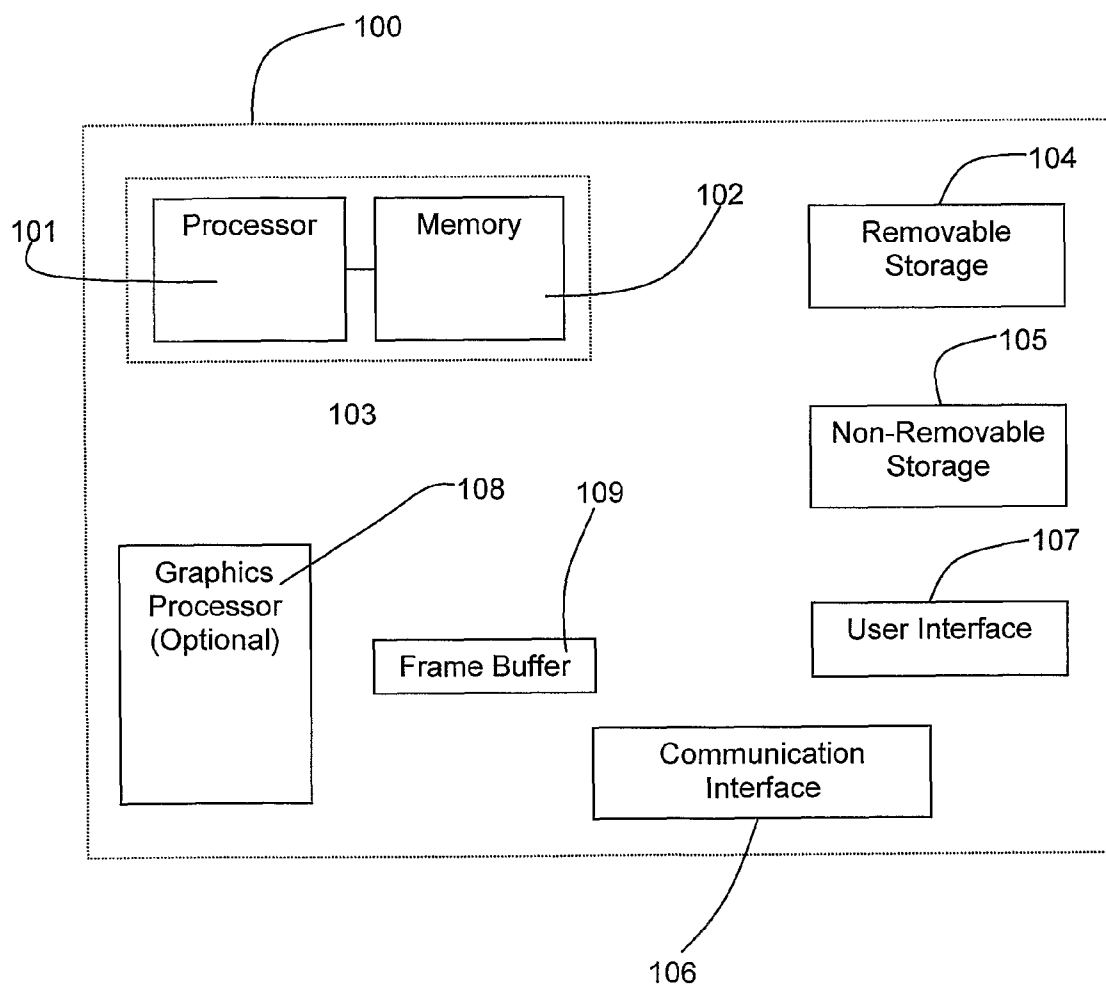 100
104
Processor
Memory
102
101
Removable
Storage
105
103
Non-Removable
Storage
108
109
107
Graphics
Processor
(Optional)
User Interface
Frame Buffer
Communication
Interface
106